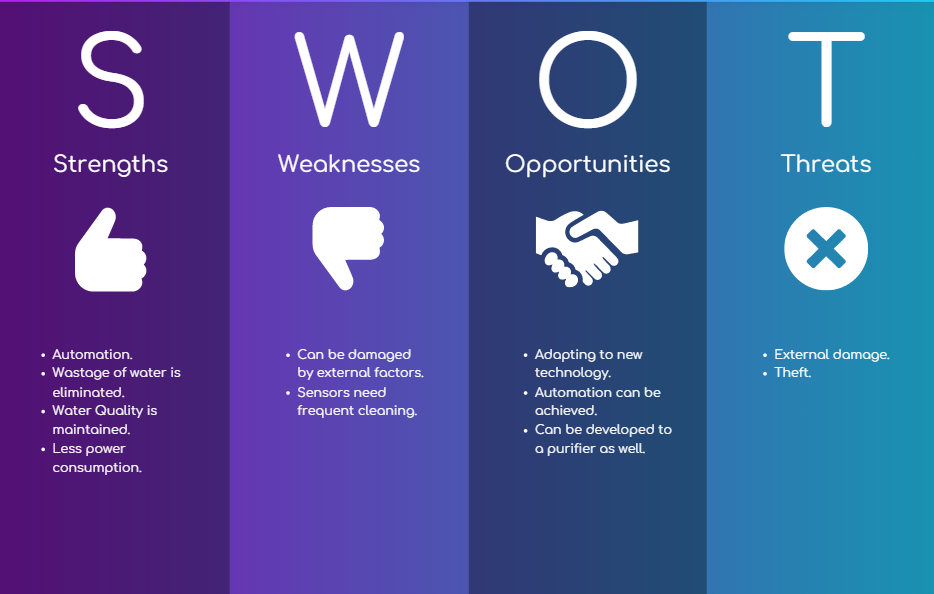 S
Strengths
• Automation.
• Wastage of water is
eliminated.
• Water Quality is
maintained.
• Less power
consumption.
W
Weaknesses
• Can be damaged
by external factors.
• Sensors need
frequent cleaning.
O
Opportunities
• Adapting to new
technology.
• Automation can be
achieved.
• Can be developed to
a purifier as well.
T
Threats
• External damage.
• Theft.